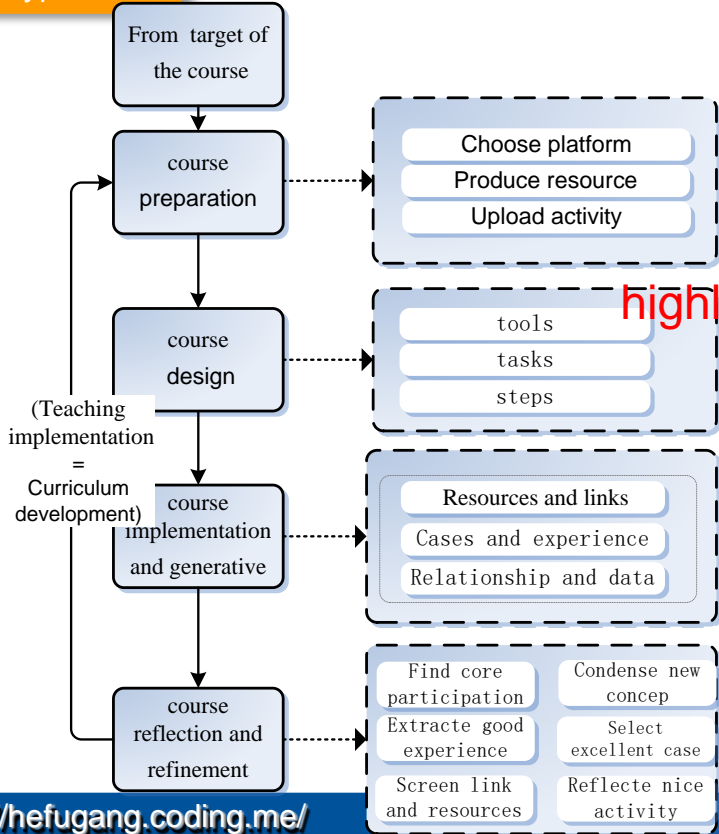 From target of
the course
course
preparation
Choose platform
Produce resource
Upload activity
highl
course
design
tools
tasks
steps
(Teaching
implementation
=
Curriculum
development)
course
implementation
and generative
Resources and links
Cases and experience
Relationship and data
course
reflection and
refinement
Find core
participation
Condense new
concep
Extracte good
experience
Select
excellent case
Screen link
and resources
Reflecte nice
activity
/hefugang.coding.me/